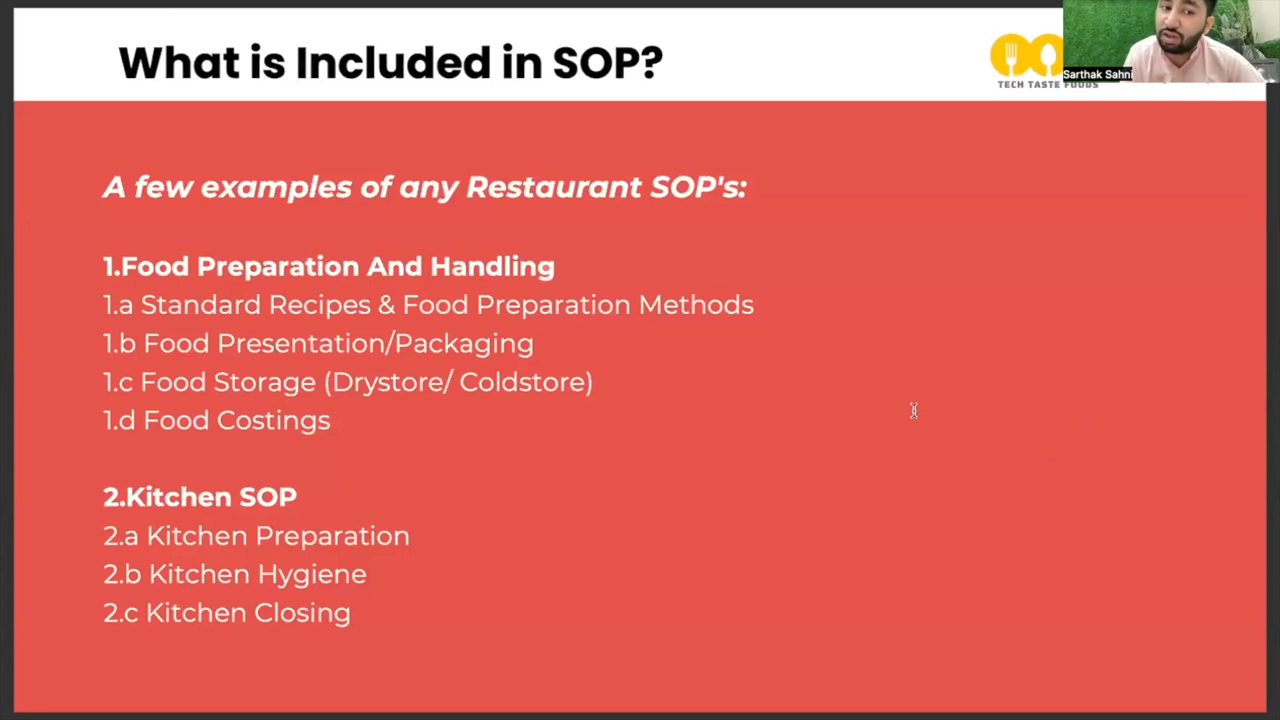 What is Included in SOP?
TECH TASTE FOODS
Sarthak Sahni
A few examples of any Restaurant SOP's:
1.Food Preparation And Handling
1.a Standard Recipes & Food Preparation Methods
1.b Food Presentation/Packaging
1.c Food Storage (Drystore/ Coldstore)
1.d Food Costings
2.Kitchen SOP
2.a Kitchen Preparation
2.b Kitchen Hygiene
2.c Kitchen Closing